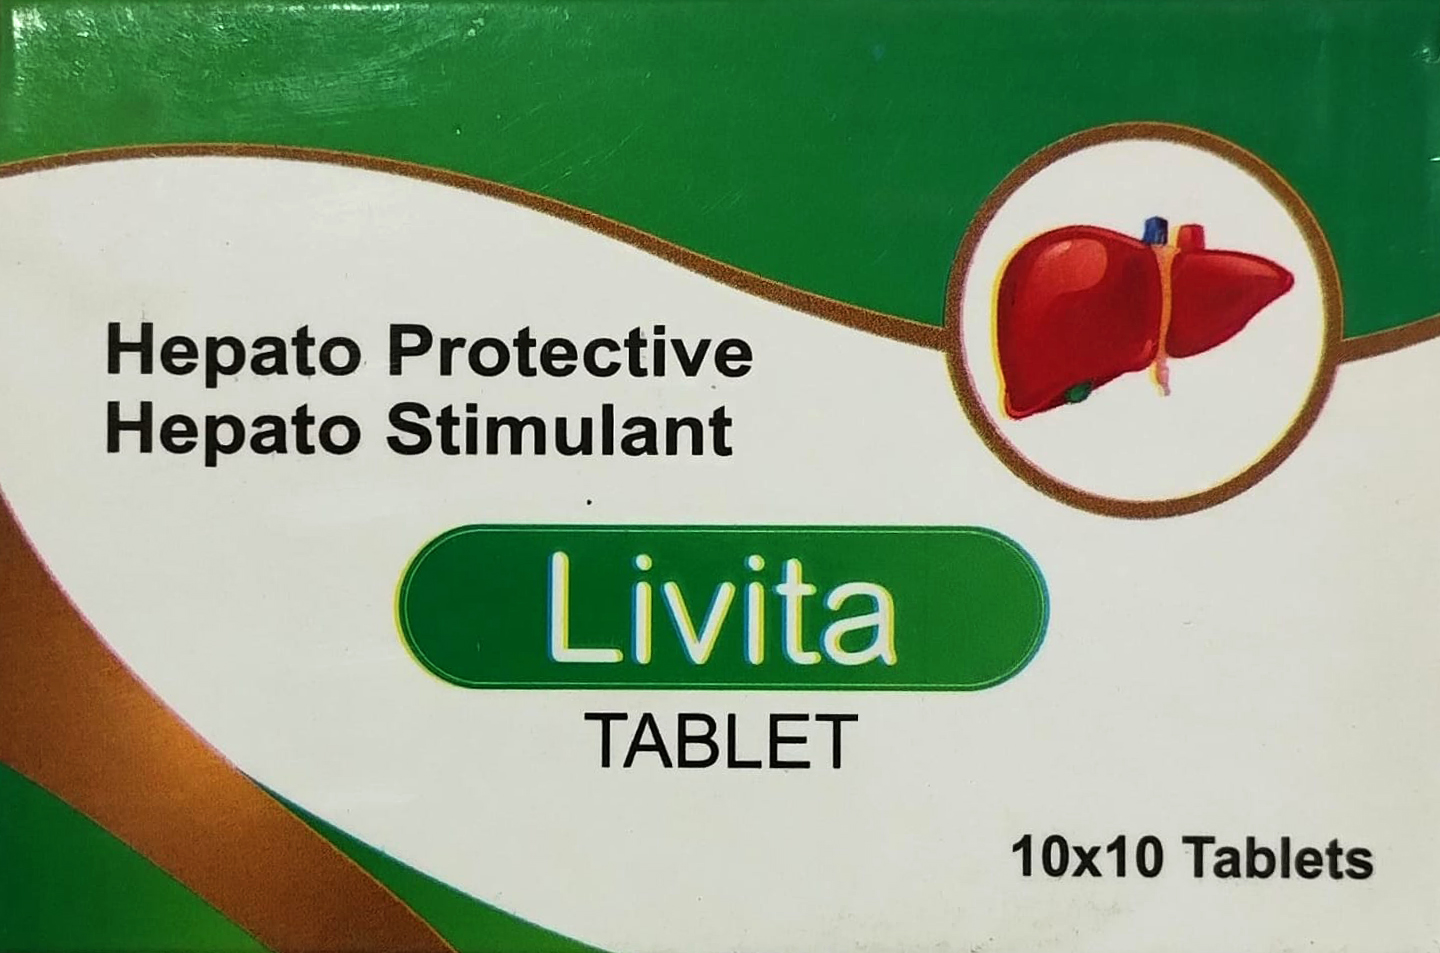 Hepato Protective
Hepato Stimulant
Livita
TABLET
10x10 Tablets